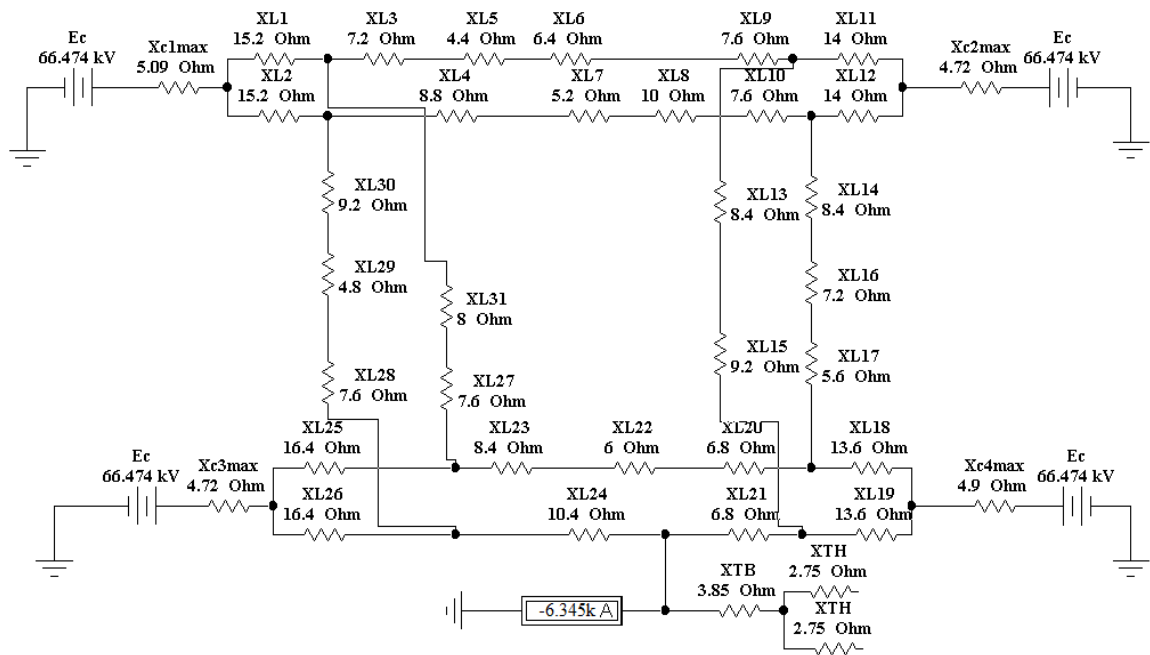 XL1
15.2 Ohm
XL3
7.2 Ohm
XL5
4.4 Ohm
XL6
6.4 Ohm
XL9
7.6 Ohm
XL11
14 Ohm
Ec
66.474 kV
Xc1max
5.09 Ohm
XL2
15.2 Ohm
XL4
8.8 Ohm
XL7
5.2 Ohm
XL8
10 Ohm
XL10
7.6 Ohm
XL12
14 Ohm
Xc2max
4.72 Ohm
Ec
66.474 kV
XL30
9.2 Ohm
XL13
8.4 Ohm
XL14
8.4 Ohm
XL29
4.8 Ohm
XL31
8 Ohm
XL16
7.2 Ohm
XL15
9.2 Ohm
XL17
5.6 Ohm
XL28
7.6 Ohm
XL27
7.6 Ohm
XL25
16.4 Ohm
XL23
8.4 Ohm
XL22
6 Ohm
XL20
6.8 Ohm
XL18
13.6 Ohm
Ec
66.474 kV
Xc3max
4.72 Ohm
XL26
16.4 Ohm
XL24
10.4 Ohm
XL21
6.8 Ohm
XL19
13.6 Ohm
Xc4max
4.9 Ohm
Ec
66.474 kV
XTB
3.85 Ohm
XTH
2.75 Ohm
XTH
2.75 Ohm
-6.345k A